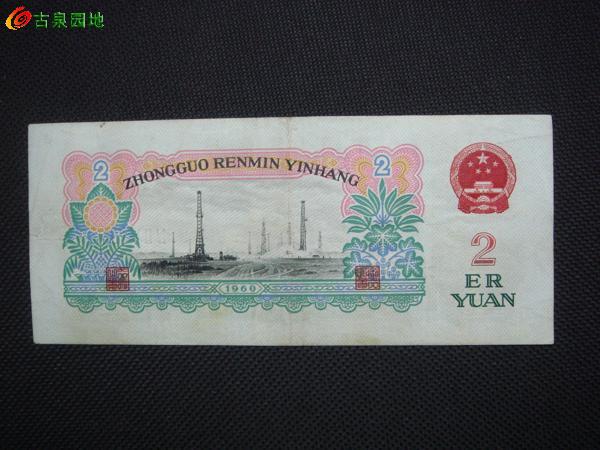 古泉园地
ZHONGGUO RENMIN YINHANG
2
2
1960
2
ER
YUAN